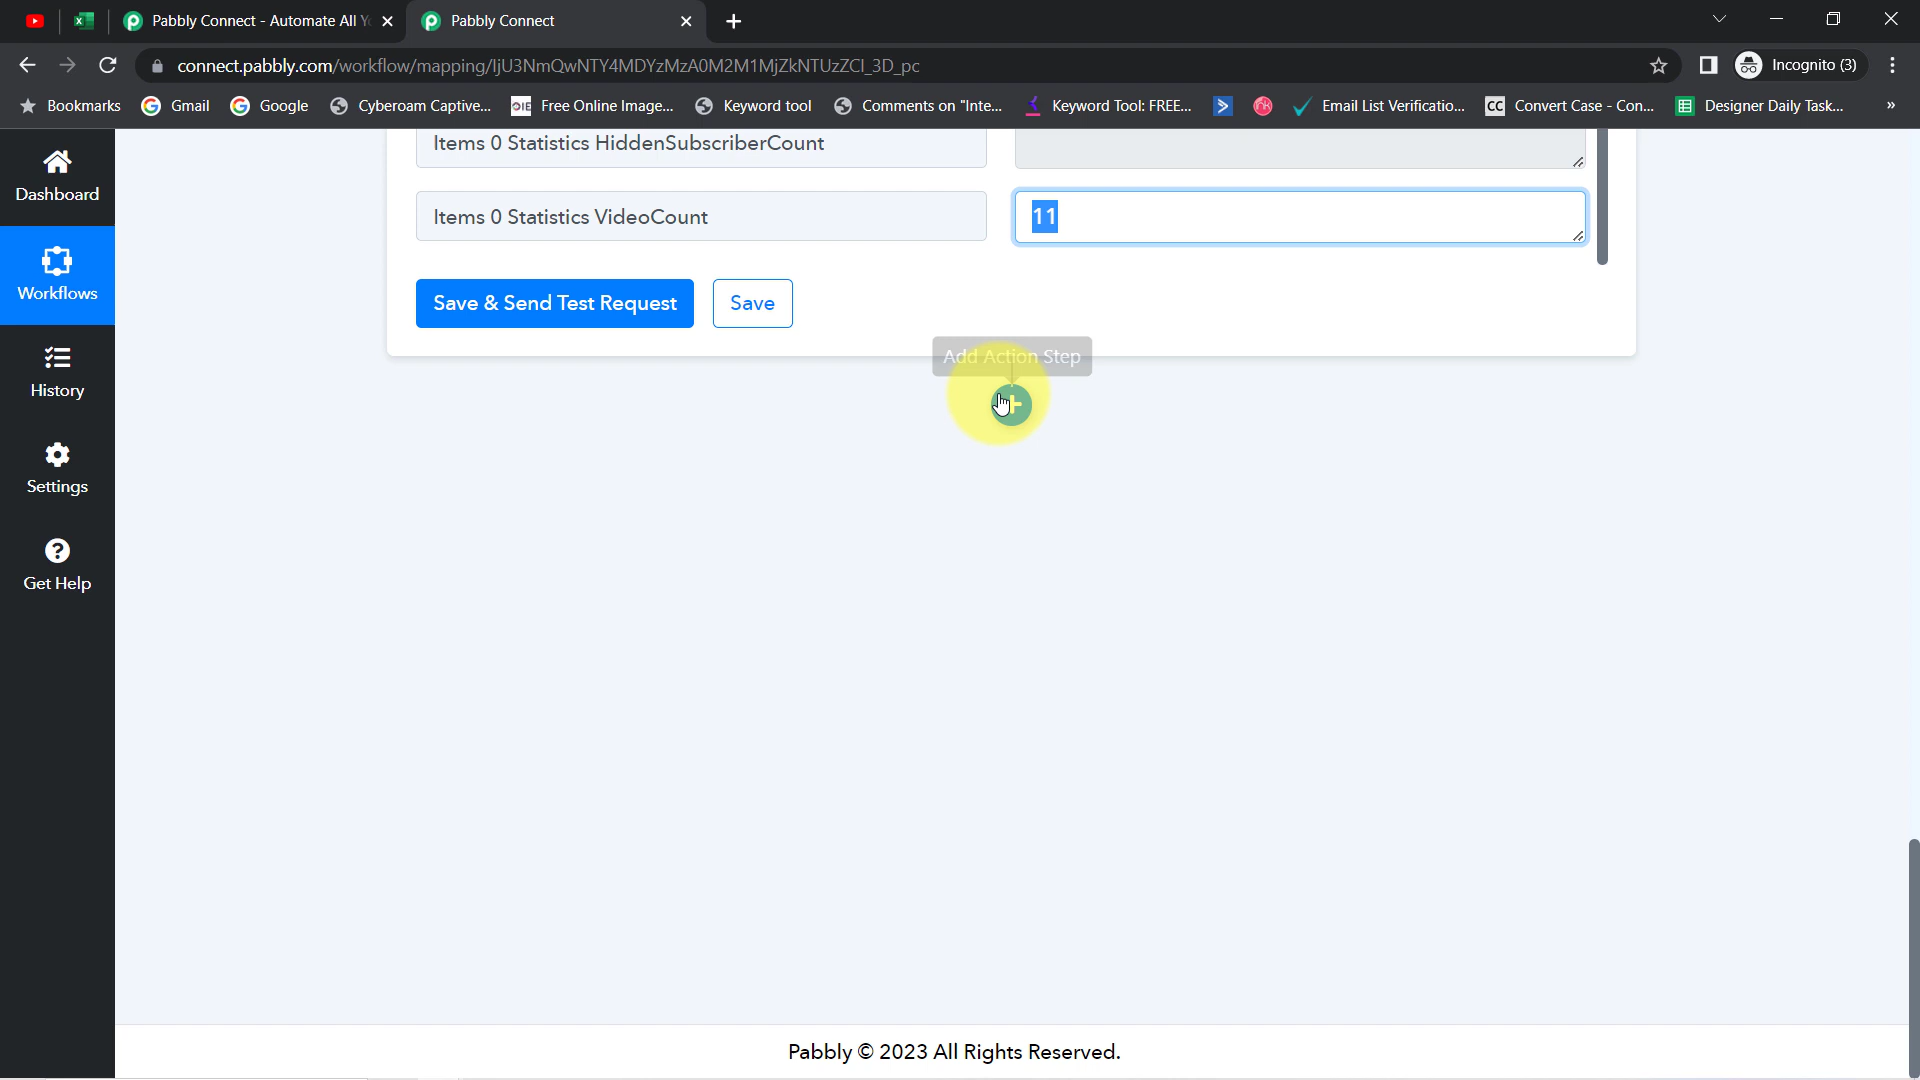 Pabbly Connect - Automate All Y
Pabbly Connect
connect.pabbly.com/workflow/mapping/IjU3NmQwNTY4MDYzMzA0M2M1MjZkNTUzZCI_3D_pc
Incognito (3)
Bookmarks
Gmail
Google
Cyberoam Captive...
OIE
Free Online Image...
Keyword tool
Comments on "Inte...
Keyword Tool: FREE...
Email List Verificatio...
CC
Convert Case - Con...
Designer Daily Task...
»
Dashboard
Workflows
History
Settings
Get Help
Items 0 Statistics HiddenSubscriberCount
Items 0 Statistics VideoCount
11
Save & Send Test Request
Save
Add Action Step
Pabbly © 2023 All Rights Reserved.